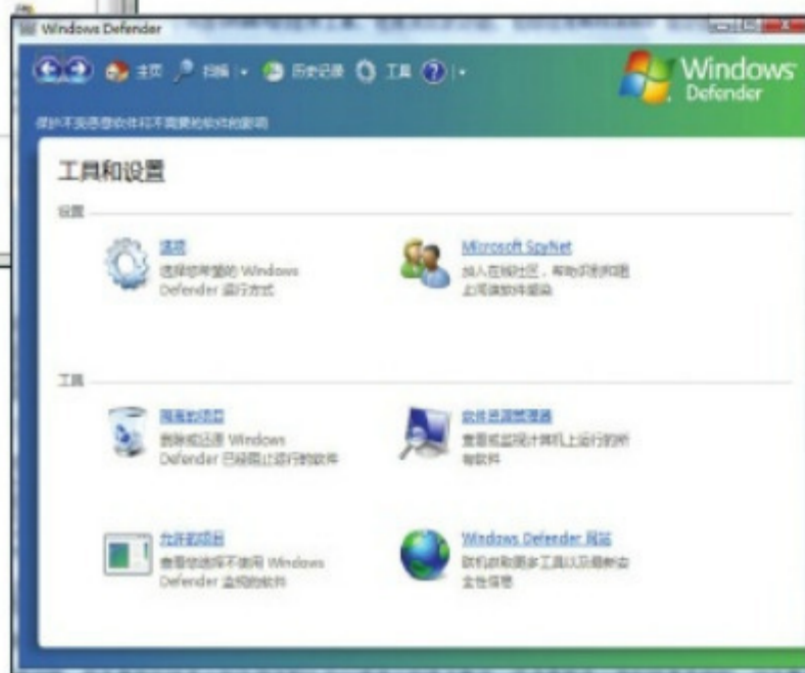 Windows Defender
主页 扫描 历史记录 工具
Windows Defender
保护不受恶意软件和不需要的软件的影响
工具和设置
设置
选项
选择您希望的 Windows
Defender 运行方式
Microsoft SpyNet
加入在线社区，帮助识别和阻
止间谍软件感染
工具
隔离的项目
删除或还原 Windows
Defender 已经阻止运行的软件
软件资源管理器
查看或监视计算机上运行的所
有软件
允许的项目
查看您选择不使用 Windows
Defender 监视的软件
Windows Defender 网站
联机获取更多工具以及最新安
全性信息